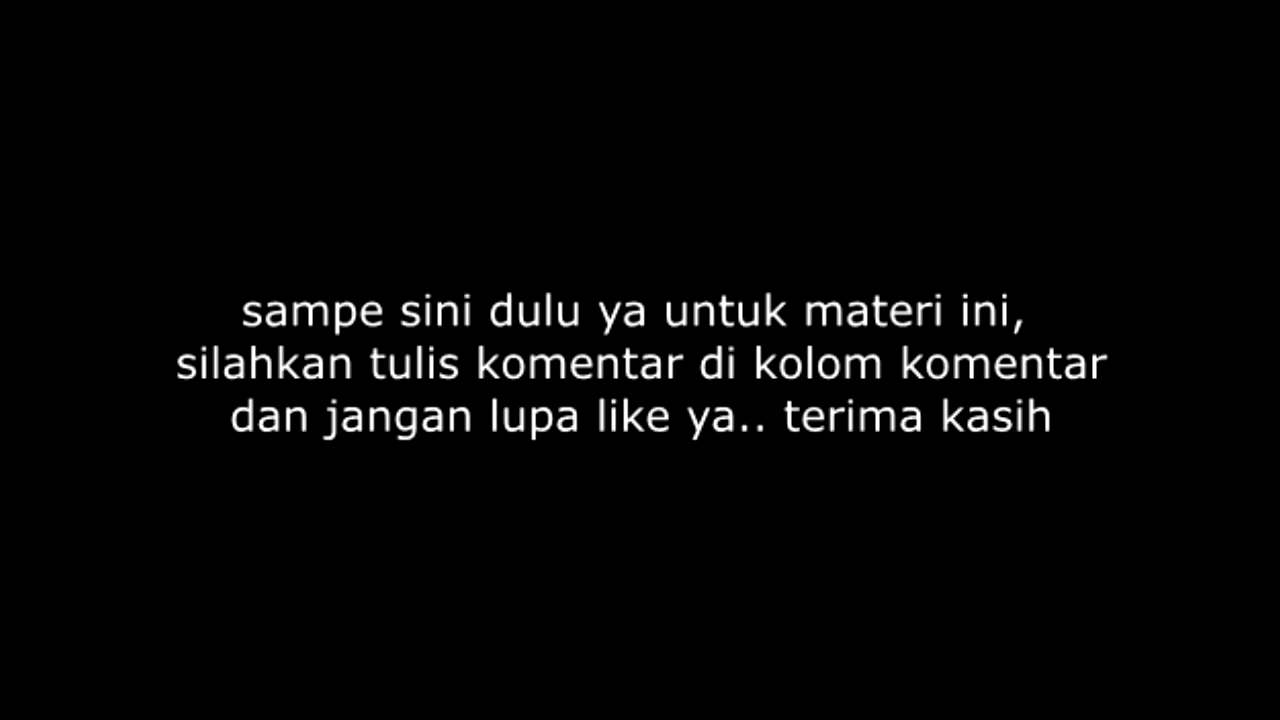 sampe sini dulu ya untuk materi ini,
silahkan tulis komentar di kolom komentar
dan jangan lupa like ya.. terima kasih